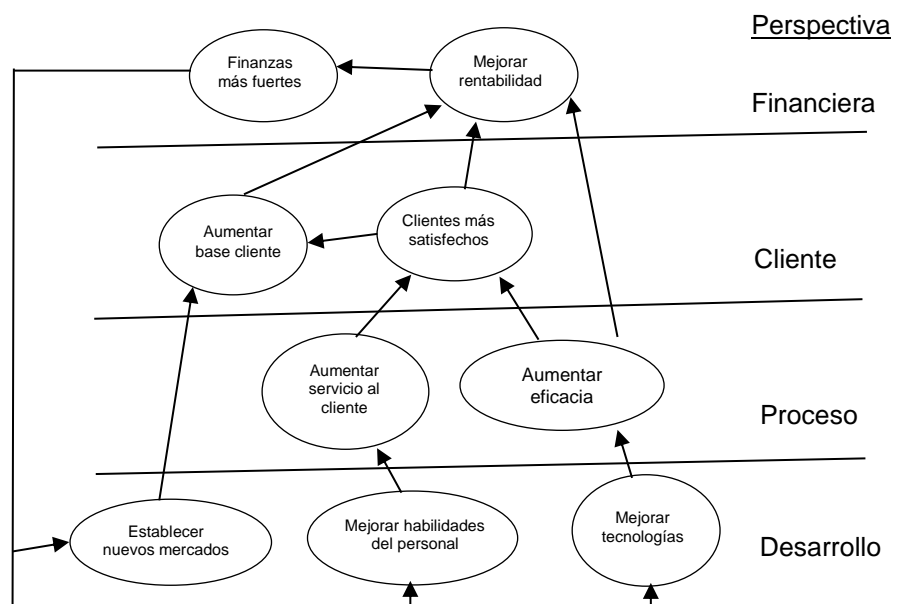 Perspectiva
Finanzas
más fuertes
Mejorar
rentabilidad
Financiera
Aumentar
base cliente
Clientes más
satisfechos
Cliente
Aumentar
servicio al
cliente
Aumentar
eficacia
Proceso
Establecer
nuevos mercados
Mejorar habilidades
del personal
Mejorar
tecnologías
Desarrollo